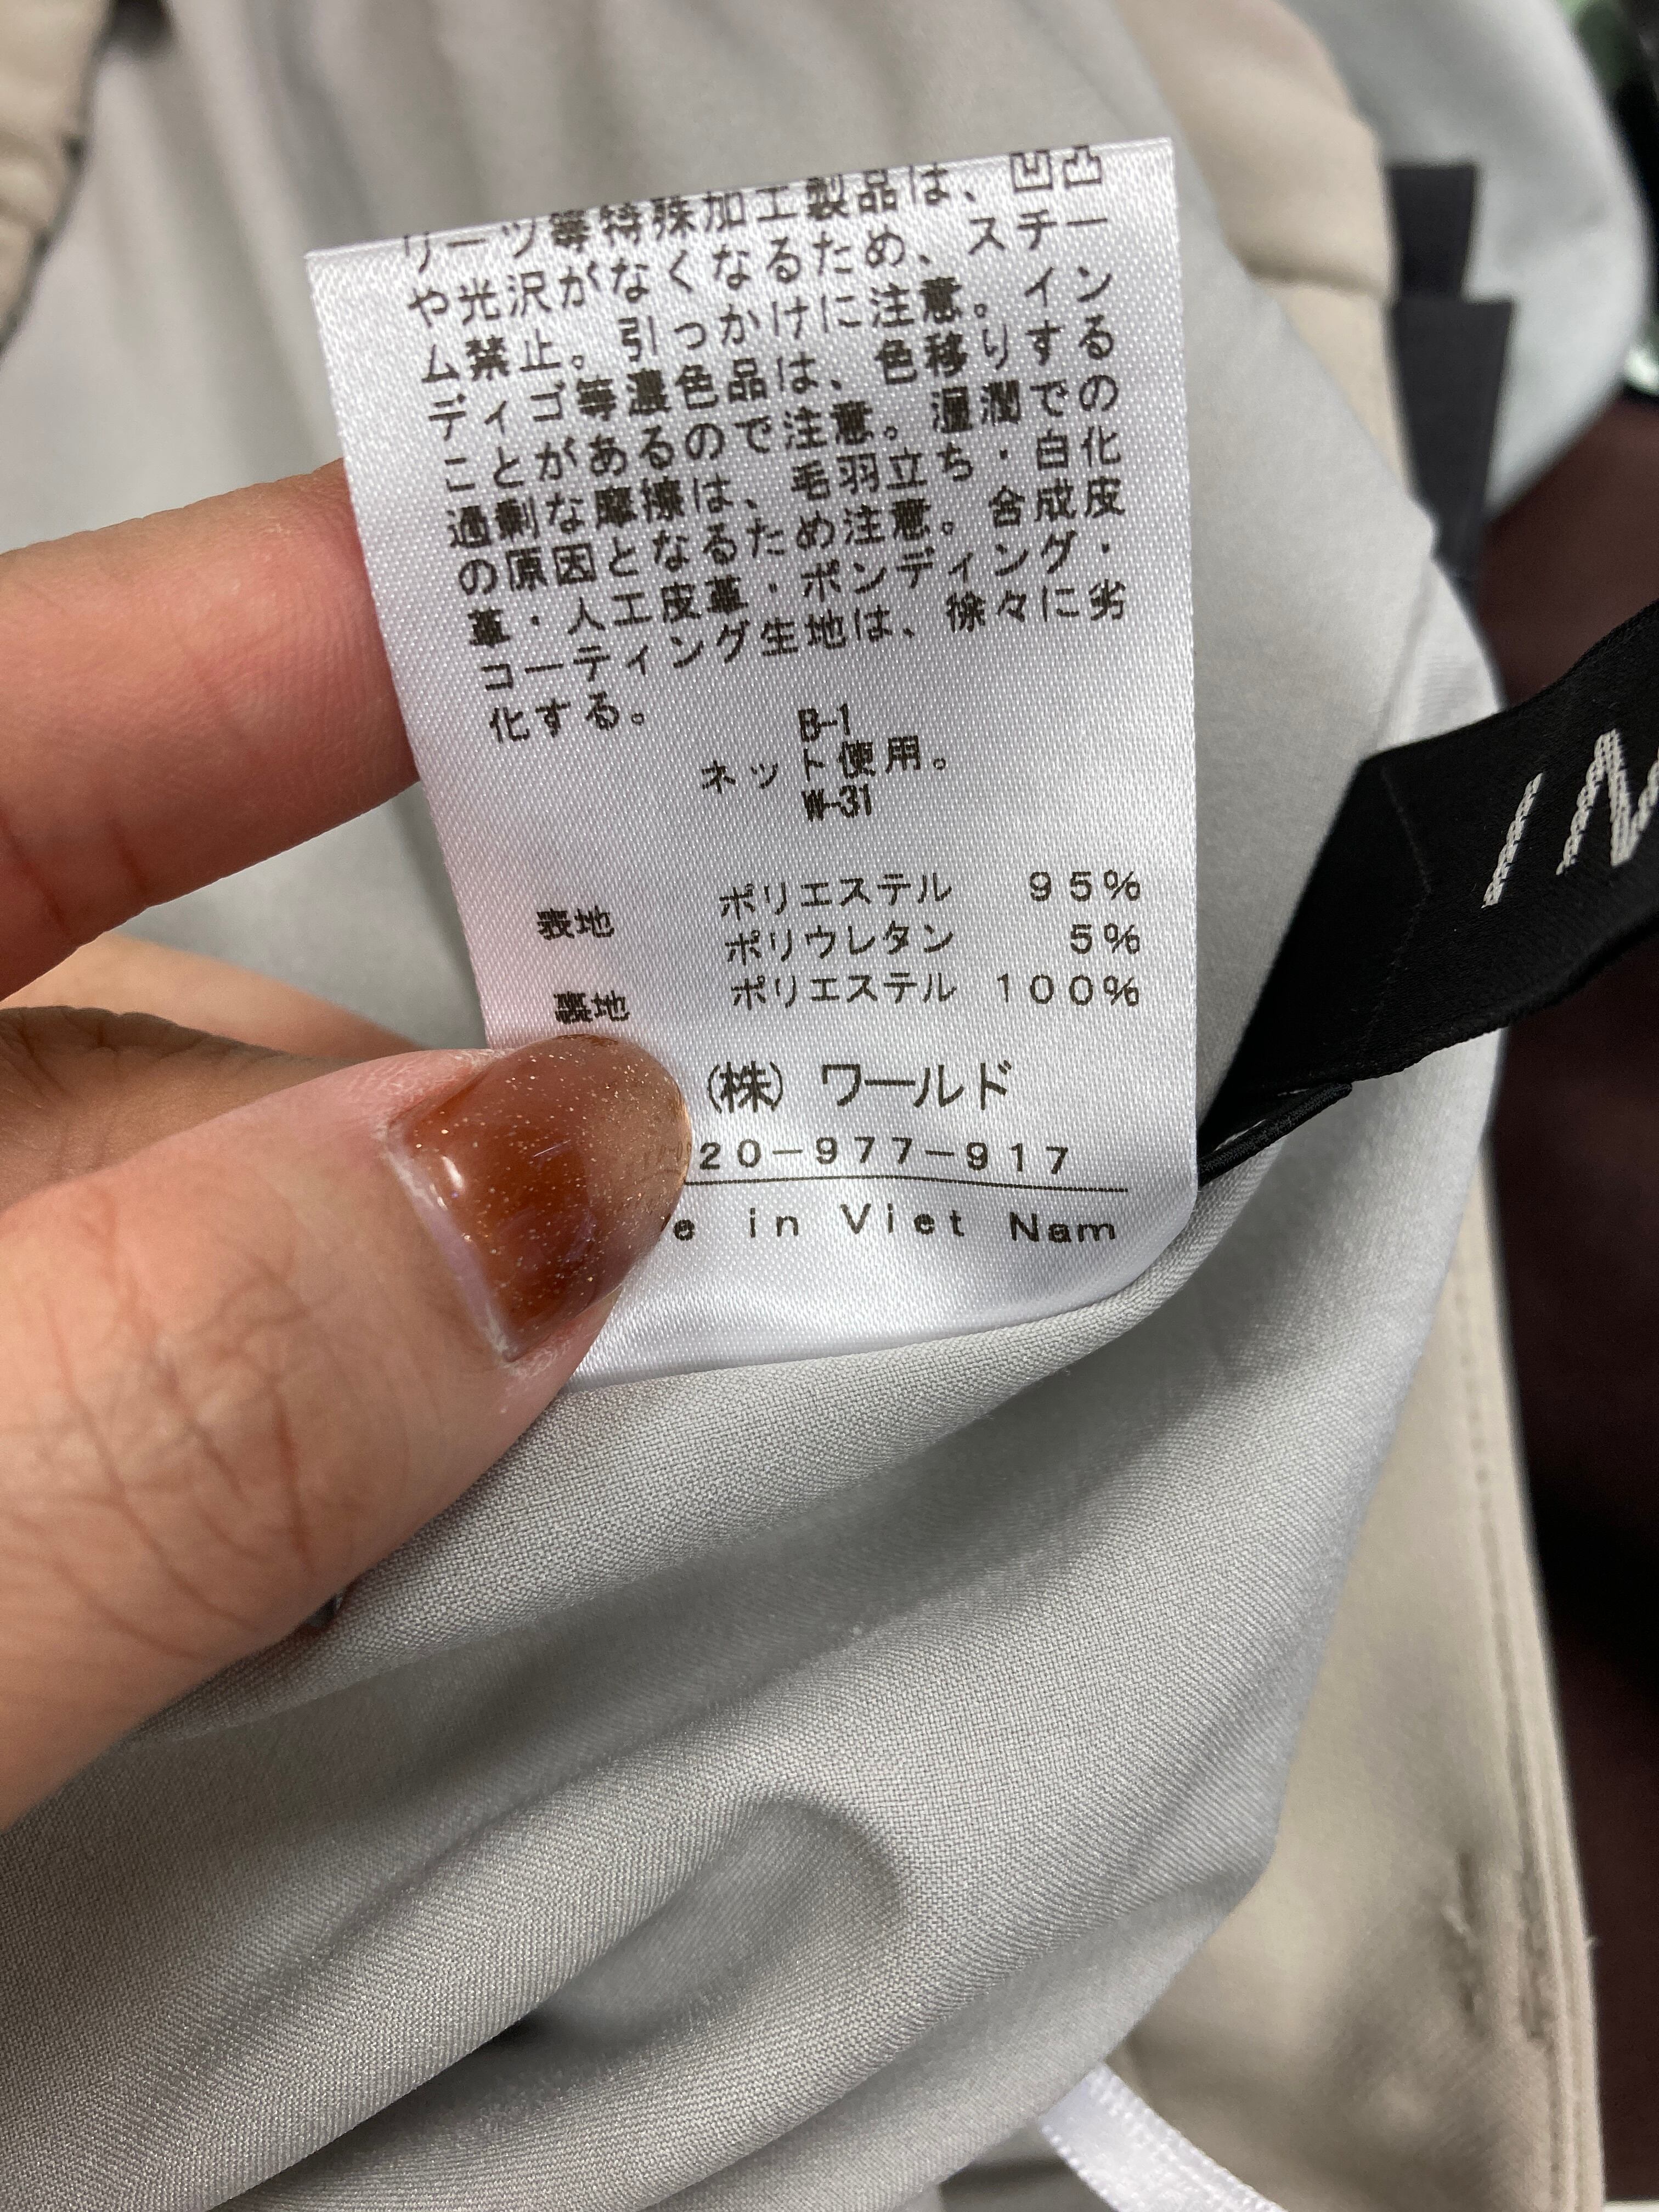 リーツ等特殊加工製品は、凹凸
や光沢がなくなるため、スチー
ム禁止。引っかけに注意。イン
ディゴ等濃色品は、色移りする
ことがあるので注意。湿潤での
過剰な摩擦は、毛羽立ち・白化
の原因となるため注意。合成皮
革・人工皮革・ボンディング・
コーティング生地は、徐々に劣
化する。
B-1
ネット使用。
W-31
表地 ポリエステル 95%
ポリウレタン 5%
裏地 ポリエステル 100%
(株) ワールド
20-977-917
e in Viet Nam